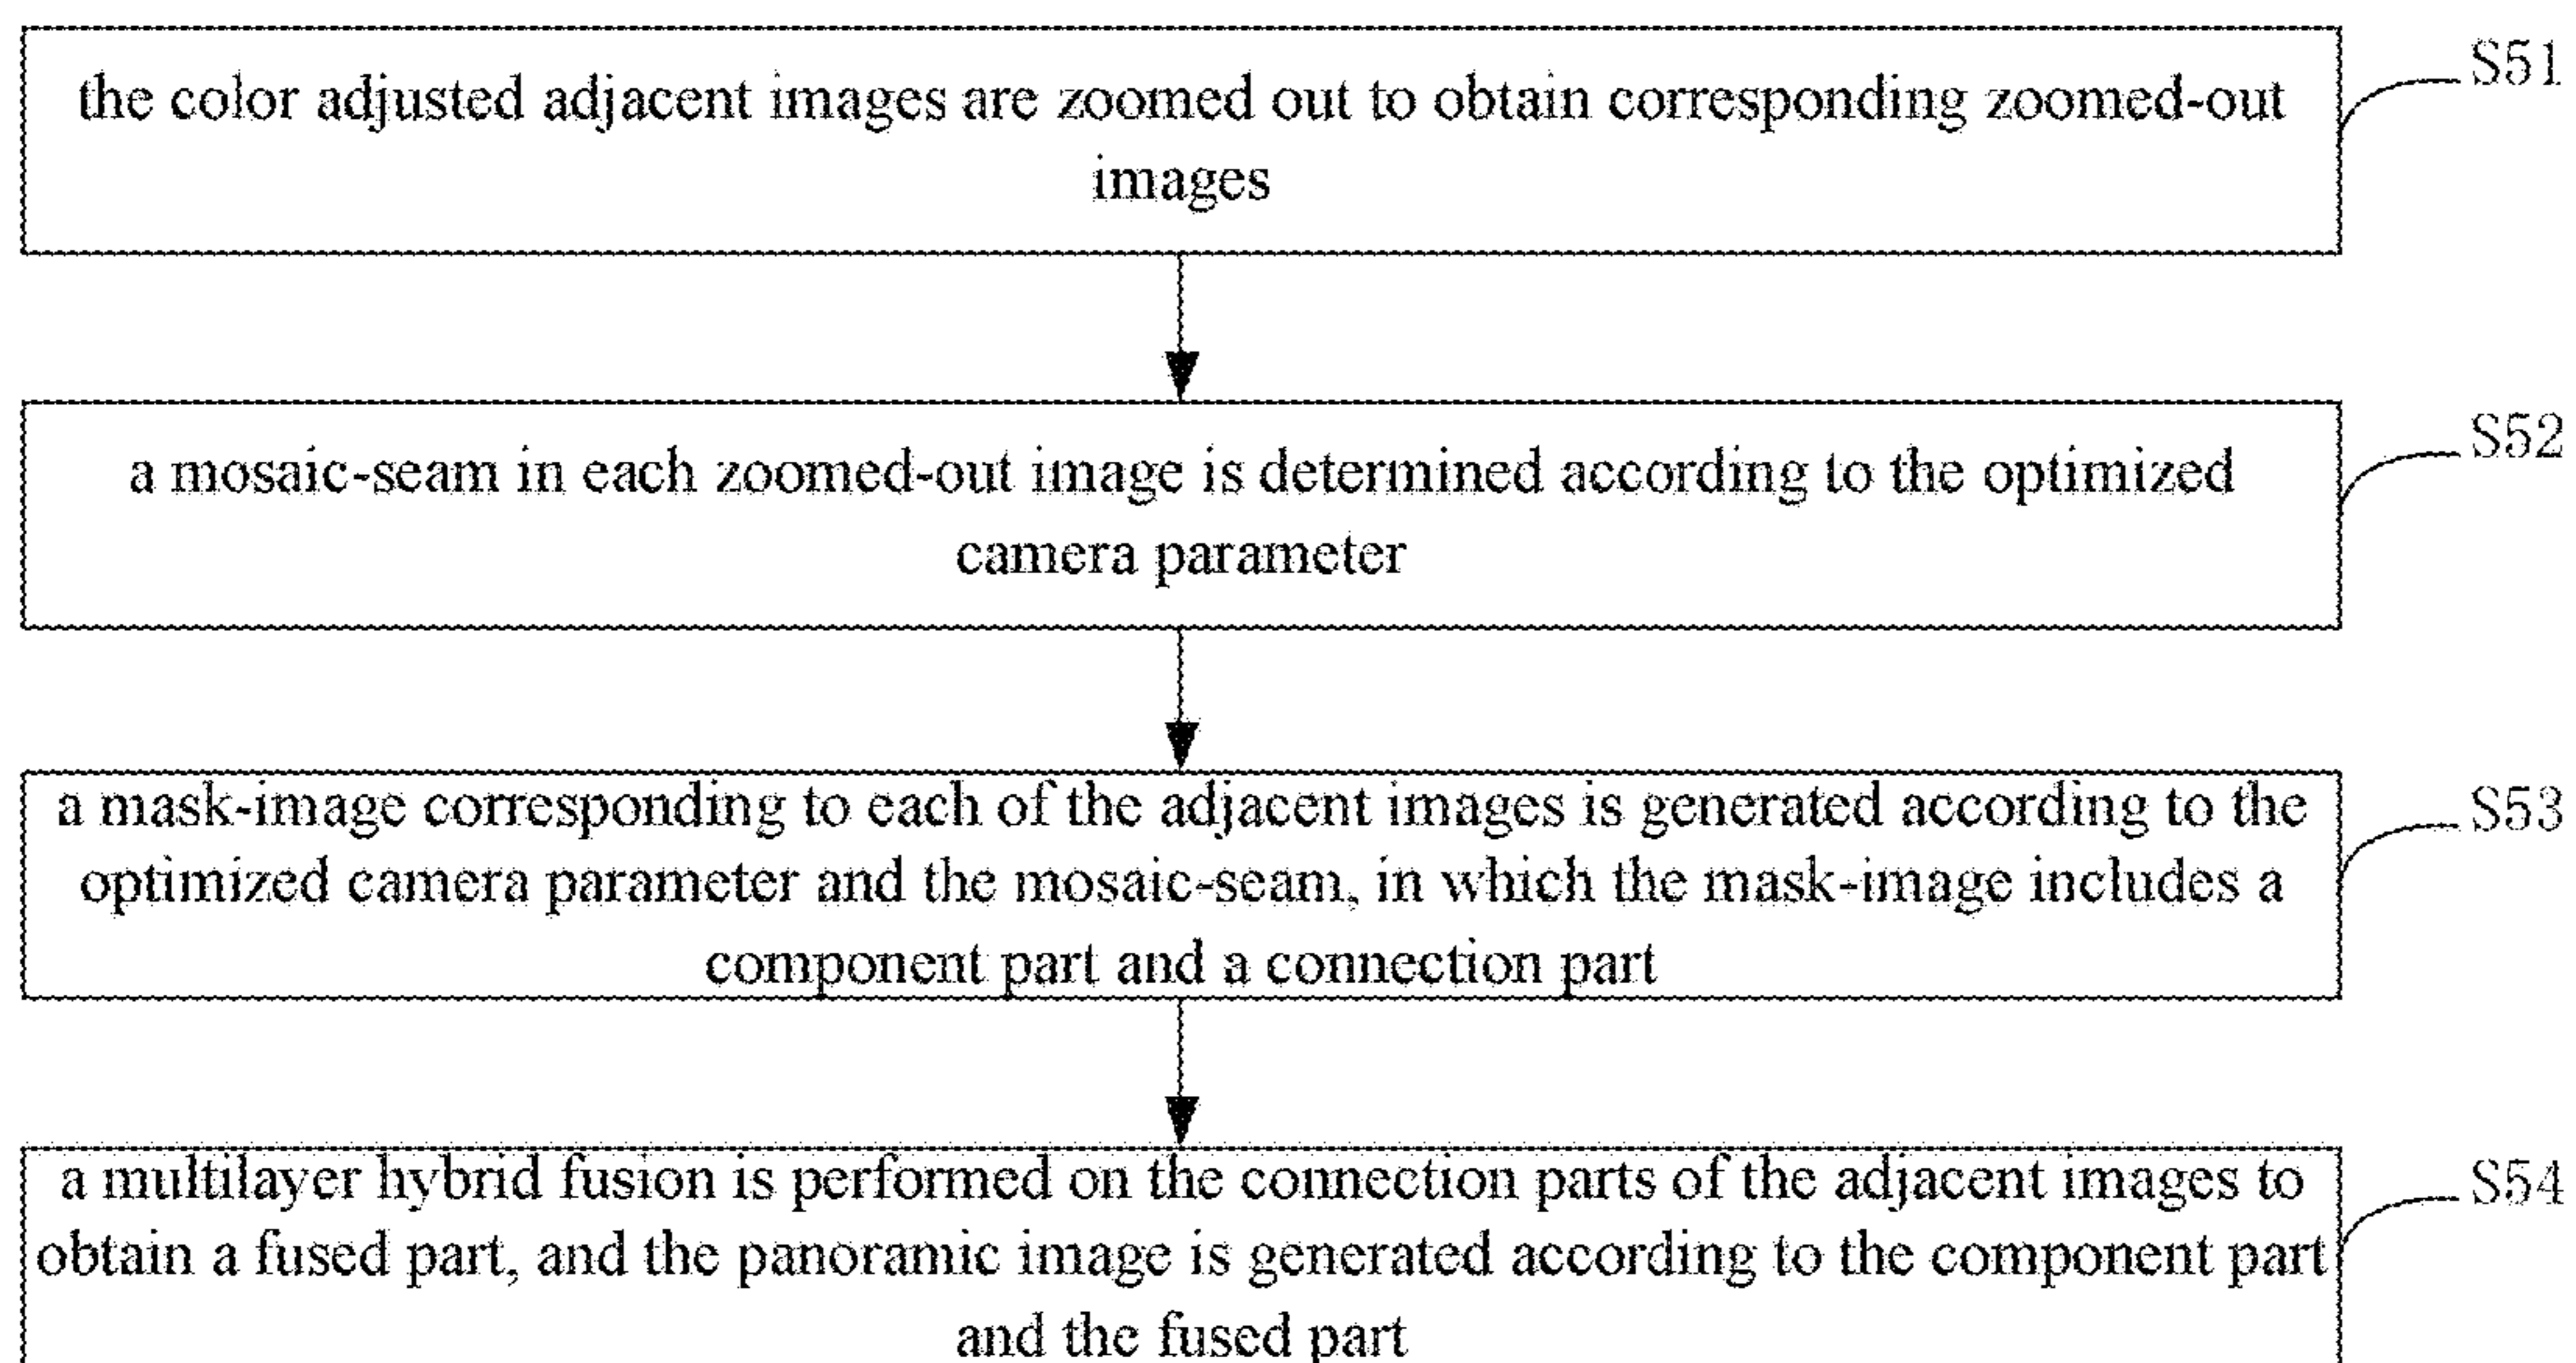 the color adjusted adjacent images are zoomed out to obtain corresponding zoomed-out
images
S51
a mosaic-seam in each zoomed-out image is determined according to the optimized
camera parameter
S52
a mask-image corresponding to each of the adjacent images is generated according to the
optimized camera parameter and the mosaic-seam, in which the mask-image includes a
component part and a connection part
S53
a multilayer hybrid fusion is performed on the connection parts of the adjacent images to
obtain a fused part, and the panoramic image is generated according to the component part
and the fused part
S54